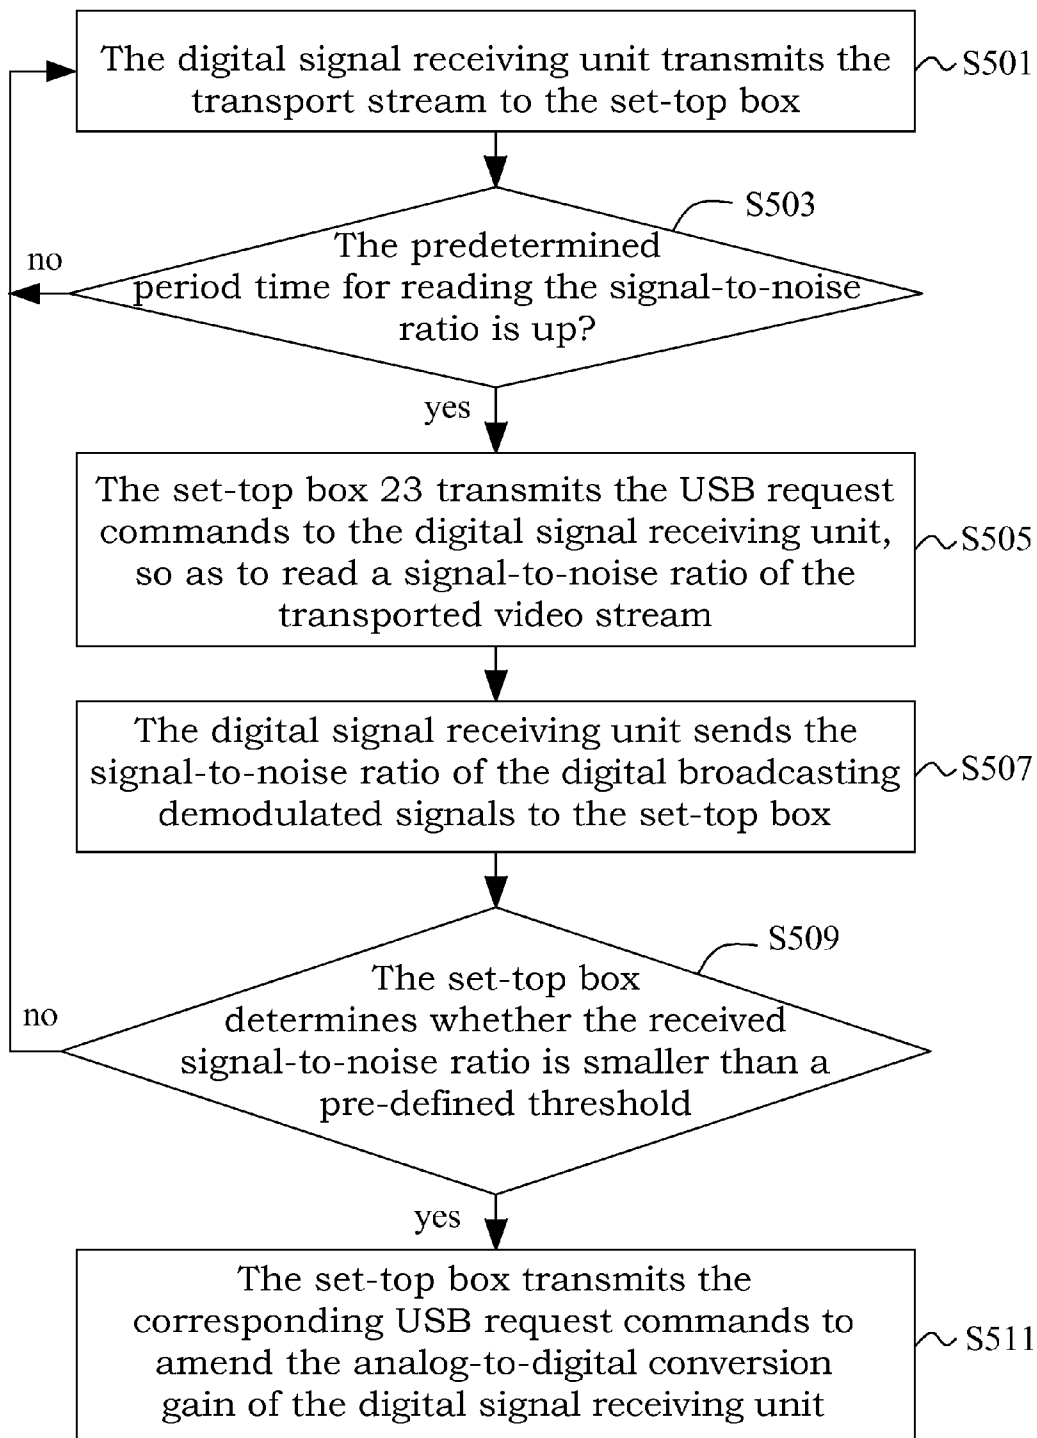 The digital signal receiving unit transmits the
transport stream to the set-top box
S501
S503
The predetermined
period time for reading the signal-to-noise
ratio is up?
no
yes
The set-top box 23 transmits the USB request
commands to the digital signal receiving unit,
so as to read a signal-to-noise ratio of the
transported video stream
S505
The digital signal receiving unit sends the
signal-to-noise ratio of the digital broadcasting
demodulated signals to the set-top box
S507
S509
The set-top box
determines whether the received
signal-to-noise ratio is smaller than a
pre-defined threshold
no
yes
The set-top box transmits the
corresponding USB request commands to
amend the analog-to-digital conversion
gain of the digital signal receiving unit
S511